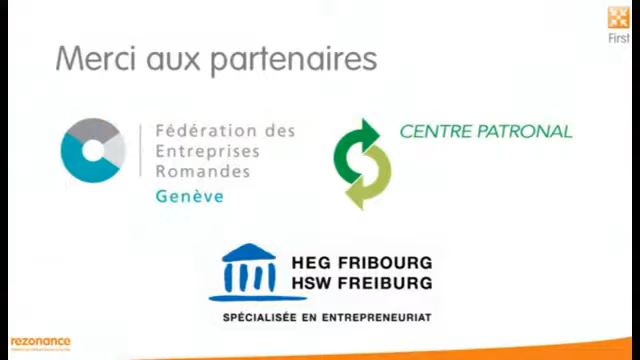 First
Merci aux partenaires
Fédération des
Entreprises
Romandes
Genève
CENTRE PATRONAL
HEG FRIBOURG
HSW FREIBURG
SPÉCIALISÉE EN ENTREPRENEURIAT
rezonance